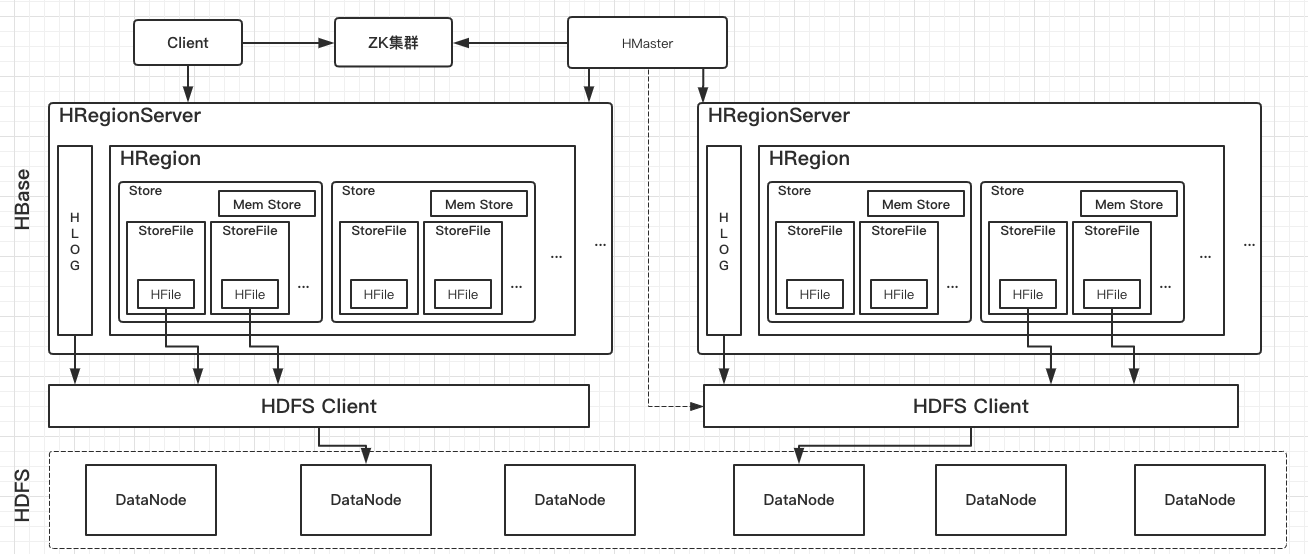 Client
ZK集群
HMaster
HBase
HRegionServer
H
L
O
G
HRegion
Store
Mem Store
StoreFile
HFile
StoreFile
HFile
...
Store
Mem Store
StoreFile
HFile
StoreFile
HFile
...
...
...
HRegionServer
H
L
O
G
HRegion
Store
Mem Store
StoreFile
HFile
StoreFile
HFile
...
Store
Mem Store
StoreFile
HFile
StoreFile
HFile
...
...
...
HDFS Client
HDFS Client
HDFS
DataNode
DataNode
DataNode
DataNode
DataNode
DataNode